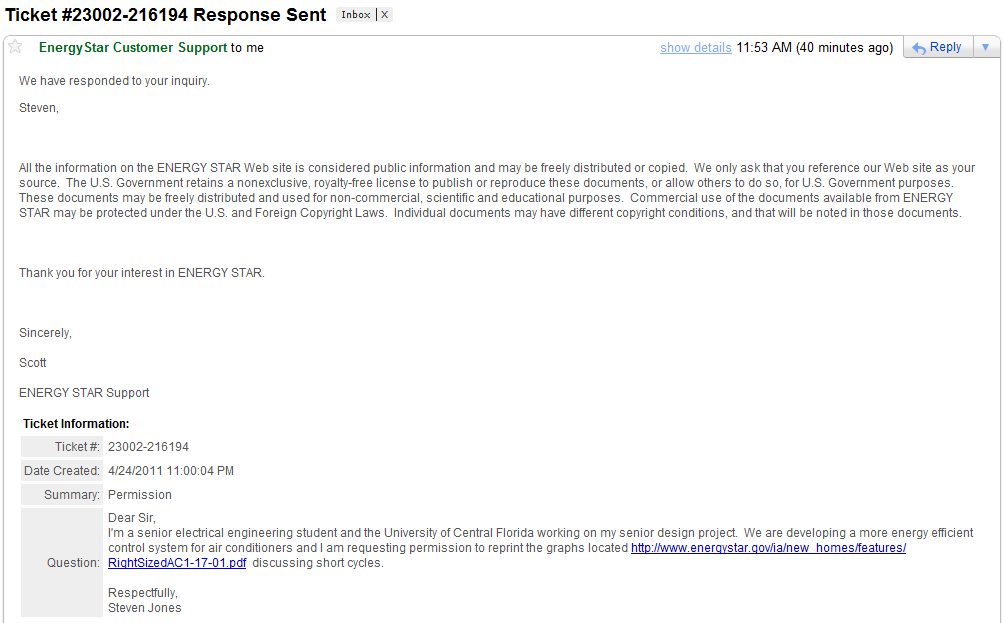 Ticket #23002-216194 Response Sent Inbox | X
EnergyStar Customer Support to me show details 11:53 AM (40 minutes ago) Reply
We have responded to your inquiry.
Steven,
All the information on the ENERGY STAR Web site is considered public information and may be freely distributed or copied. We only ask that you reference our Web site as your
source. The U.S. Government retains a nonexclusive, royalty-free license to publish or reproduce these documents, or allow others to do so, for U.S. Government purposes.
These documents may be freely distributed and used for non-commercial, scientific and educational purposes. Commercial use of the documents available from ENERGY
STAR may be protected under the U.S. and Foreign Copyright Laws. Individual documents may have different copyright conditions, and that will be noted in those documents.
Thank you for your interest in ENERGY STAR.
Sincerely,
Scott
ENERGY STAR Support
Ticket Information:
Ticket #: 23002-216194
Date Created: 4/24/2011 11:00:04 PM
Summary: Permission
Dear Sir,
I'm a senior electrical engineering student and the University of Central Florida working on my senior design project. We are developing a more energy efficient
control system for air conditioners and I am requesting permission to reprint the graphs located http://www.energystar.gov/ia/new_homes/features/
Question: RightSizedAC1-17-01.pdf discussing short cycles.
Respectfully,
Steven Jones